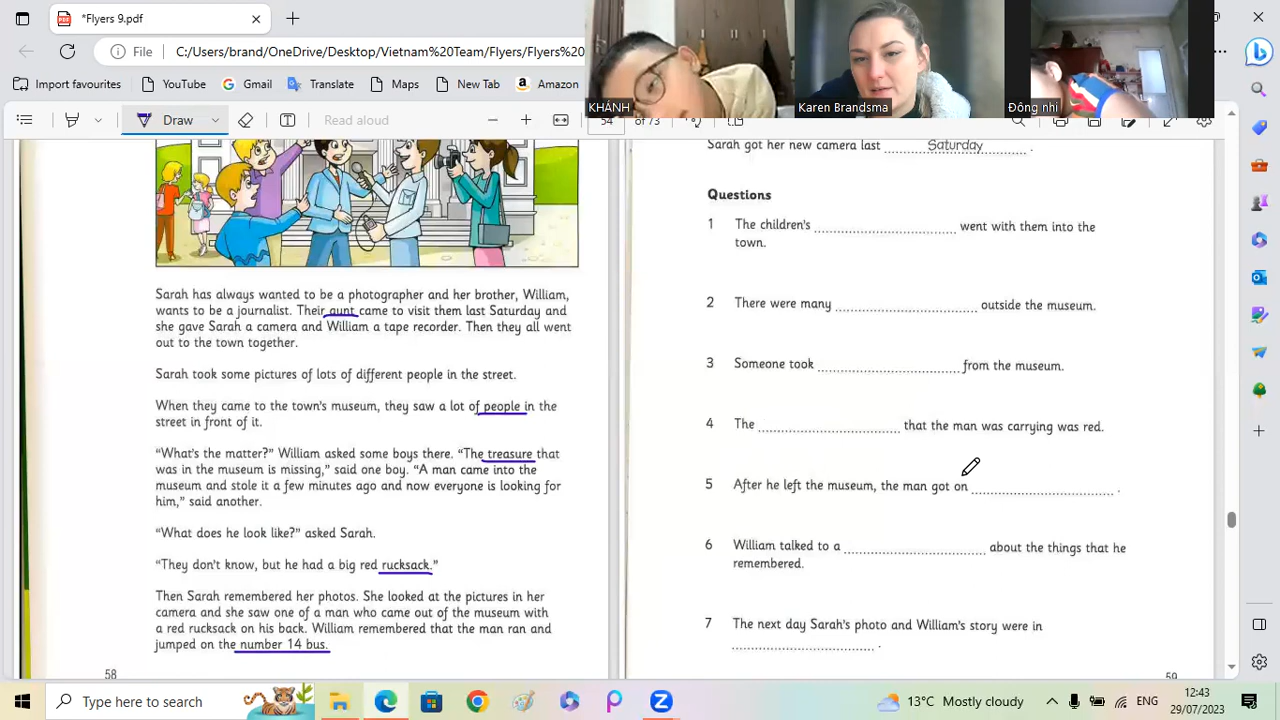 *Flyers 9.pdf
File
C:/Users/brand/OneDrive/Desktop/Vietnam%20Team/Flyers/Flyers%20
Import favourites
YouTube
Gmail
Translate
Maps
New Tab
Amazon
Draw
Read aloud
54 of 73
KHÁNH
Karen Brandsma
Đông nhi
Sarah has always wanted to be a photographer and her brother, William,
wants to be a journalist. Their aunt came to visit them last Saturday and
she gave Sarah a camera and William a tape recorder. Then they all went
out to the town together.
Sarah took some pictures of lots of different people in the street.
When they came to the town's museum, they saw a lot of people in the
street in front of it.
"What's the matter?" William asked some boys there. "The treasure that
was in the museum is missing," said one boy. "A man came into the
museum and stole it a few minutes ago and now everyone is looking for
him," said another.
"What does he look like?" asked Sarah.
"They don't know, but he had a big red rucksack."
Then Sarah remembered her photos. She looked at the pictures in her
camera and she saw one of a man who came out of the museum with
a red rucksack on his back. William remembered that the man ran and
jumped on the number 14 bus.
58
Sarah got her new camera last Saturday .
Questions
1 The children's .............................. went with them into the
town.
2 There were many .............................. outside the museum.
3 Someone took .............................. from the museum.
4 The .............................. that the man was carrying was red.
5 After he left the museum, the man got on .............................. .
6 William talked to a .............................. about the things that he
remembered.
7 The next day Sarah's photo and William's story were in
.............................. .
59
Type here to search
13°C Mostly cloudy
ENG
12:43
29/07/2023